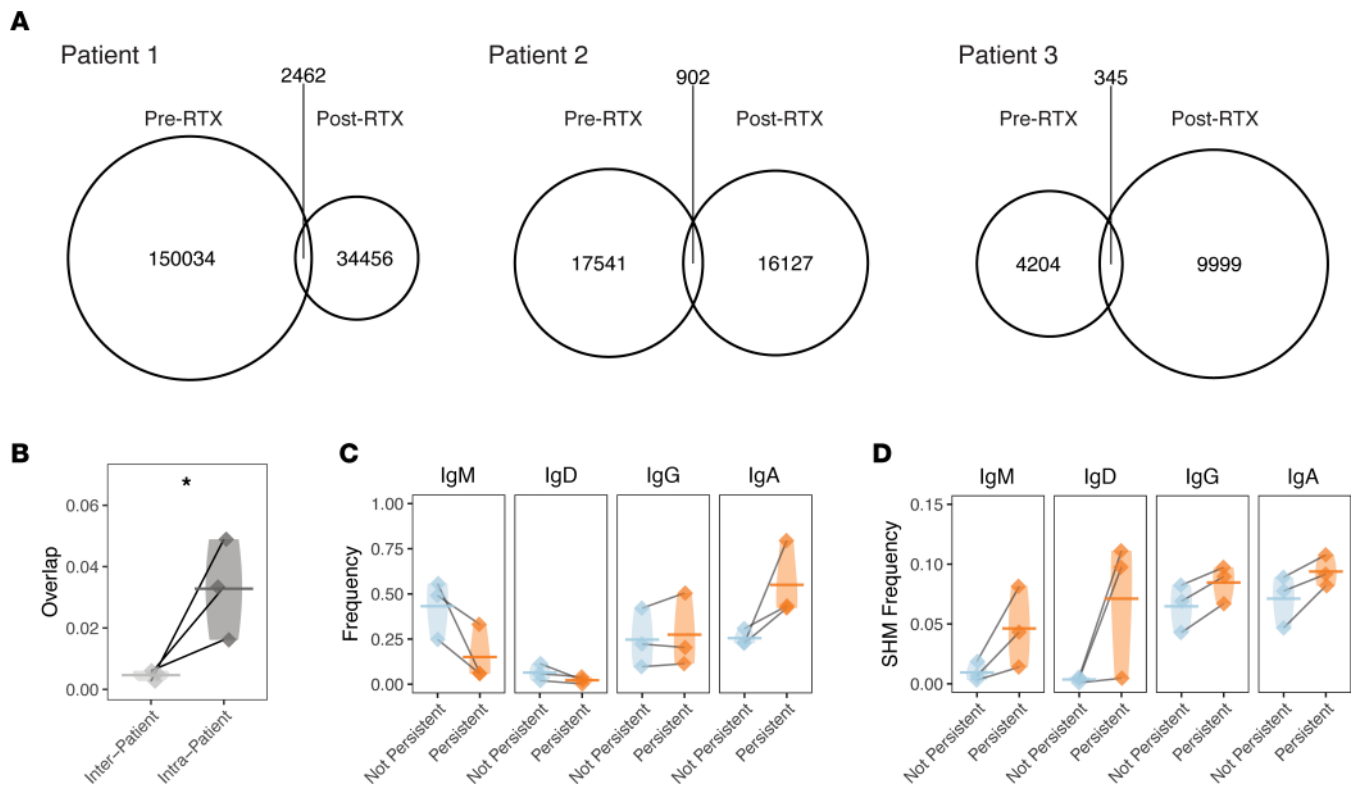 A
Patient 1
Patient 2
Patient 3
2462
902
345
Pre-RTX
Post-RTX
Pre-RTX
Post-RTX
Pre-RTX
Post-RTX
150034
34456
17541
16127
4204
9999
B
*
Overlap
0.06
0.04
0.02
0.00
Inter-Patient
Intra-Patient
C
IgM
IgD
IgG
IgA
Frequency
1.00
0.75
0.50
0.25
0.00
Not Persistent
Persistent
Not Persistent
Persistent
Not Persistent
Persistent
Not Persistent
Persistent
D
IgM
IgD
IgG
IgA
SHM Frequency
0.15
0.10
0.05
0.00
Not Persistent
Persistent
Not Persistent
Persistent
Not Persistent
Persistent
Not Persistent
Persistent